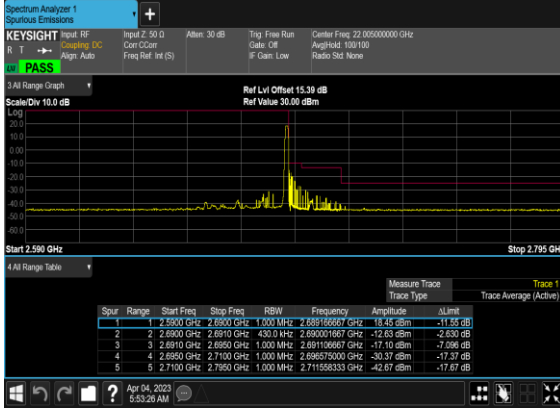 Spectrum Analyzer 1
Spurious Emissions
+
KEYSIGHT Input: RF Input Z: 50 Ω Atten: 30 dB Trig: Free Run Center Freq: 22.005000000 GHz
R T Coupling: DC Corr CCorr Gate: Off Avg|Hold: 100/100
Align: Auto Freq Ref: Int (S) IF Gain: Low Radio Std: None
PASS
3 All Range Graph
Ref Lvl Offset 15.39 dB
Scale/Div 10.0 dB Ref Value 30.00 dBm
Log
20.0
10.0
0.00
-10.0
-20.0
-30.0
-40.0
-50.0
-60.0
Start 2.590 GHz Stop 2.795 GH
4 All Range Table
Measure Trace Trace 1
Trace Type Trace Average (Active)
Spur Range Start Freq Stop Freq RBW Frequency Amplitude ΔLimit
1 1 2.5900 GHz 2.6900 GHz 1.000 MHz 2.689166667 GHz 18.45 dBm -11.55 dB
2 2 2.6900 GHz 2.6910 GHz 430.0 kHz 2.690001667 GHz -12.63 dBm -2.630 dB
3 3 2.6910 GHz 2.6950 GHz 1.000 MHz 2.691106667 GHz -17.10 dBm -7.096 dB
4 4 2.6950 GHz 2.7100 GHz 1.000 MHz 2.696575000 GHz -30.37 dBm -17.37 dB
5 5 2.7100 GHz 2.7950 GHz 1.000 MHz 2.711558333 GHz -42.67 dBm -17.67 dB
?
Apr 04, 2023
5:53:26 AM